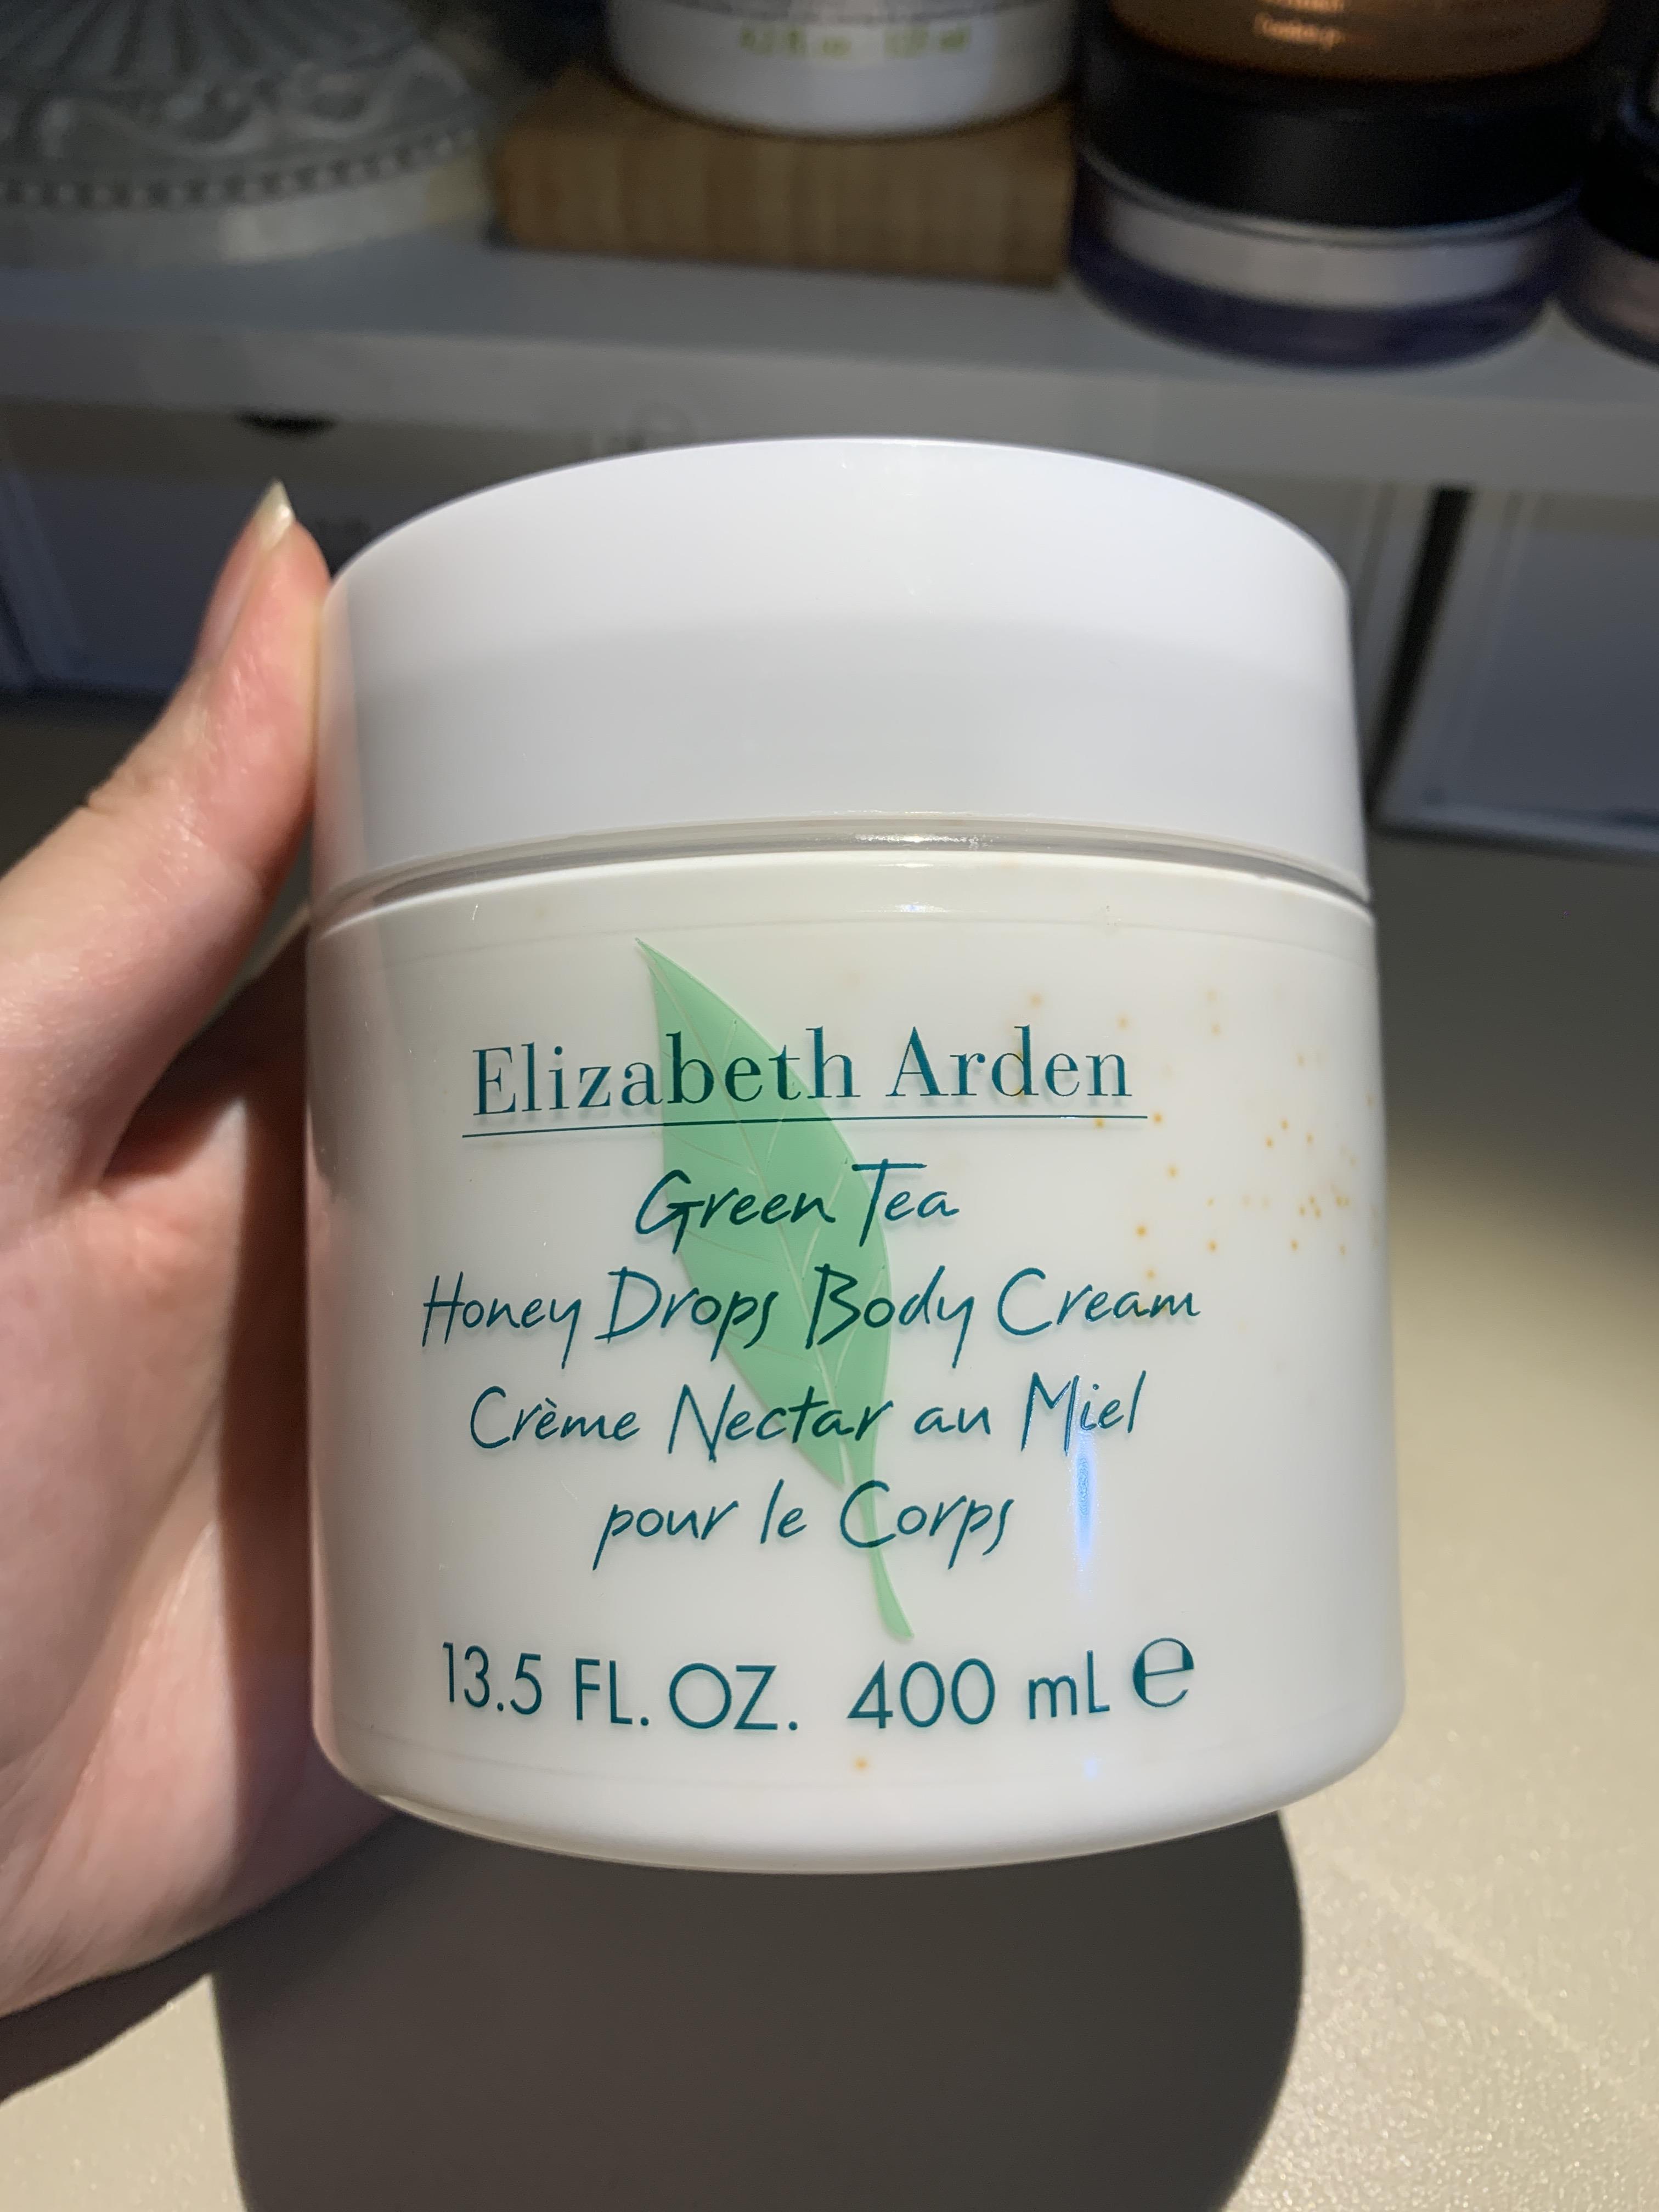 Elizabeth Arden
Green Tea
Honey Drops Body Cream
Crème Nectar au Miel
pour le Corps
13.5 FL. OZ. 400 mL ℮